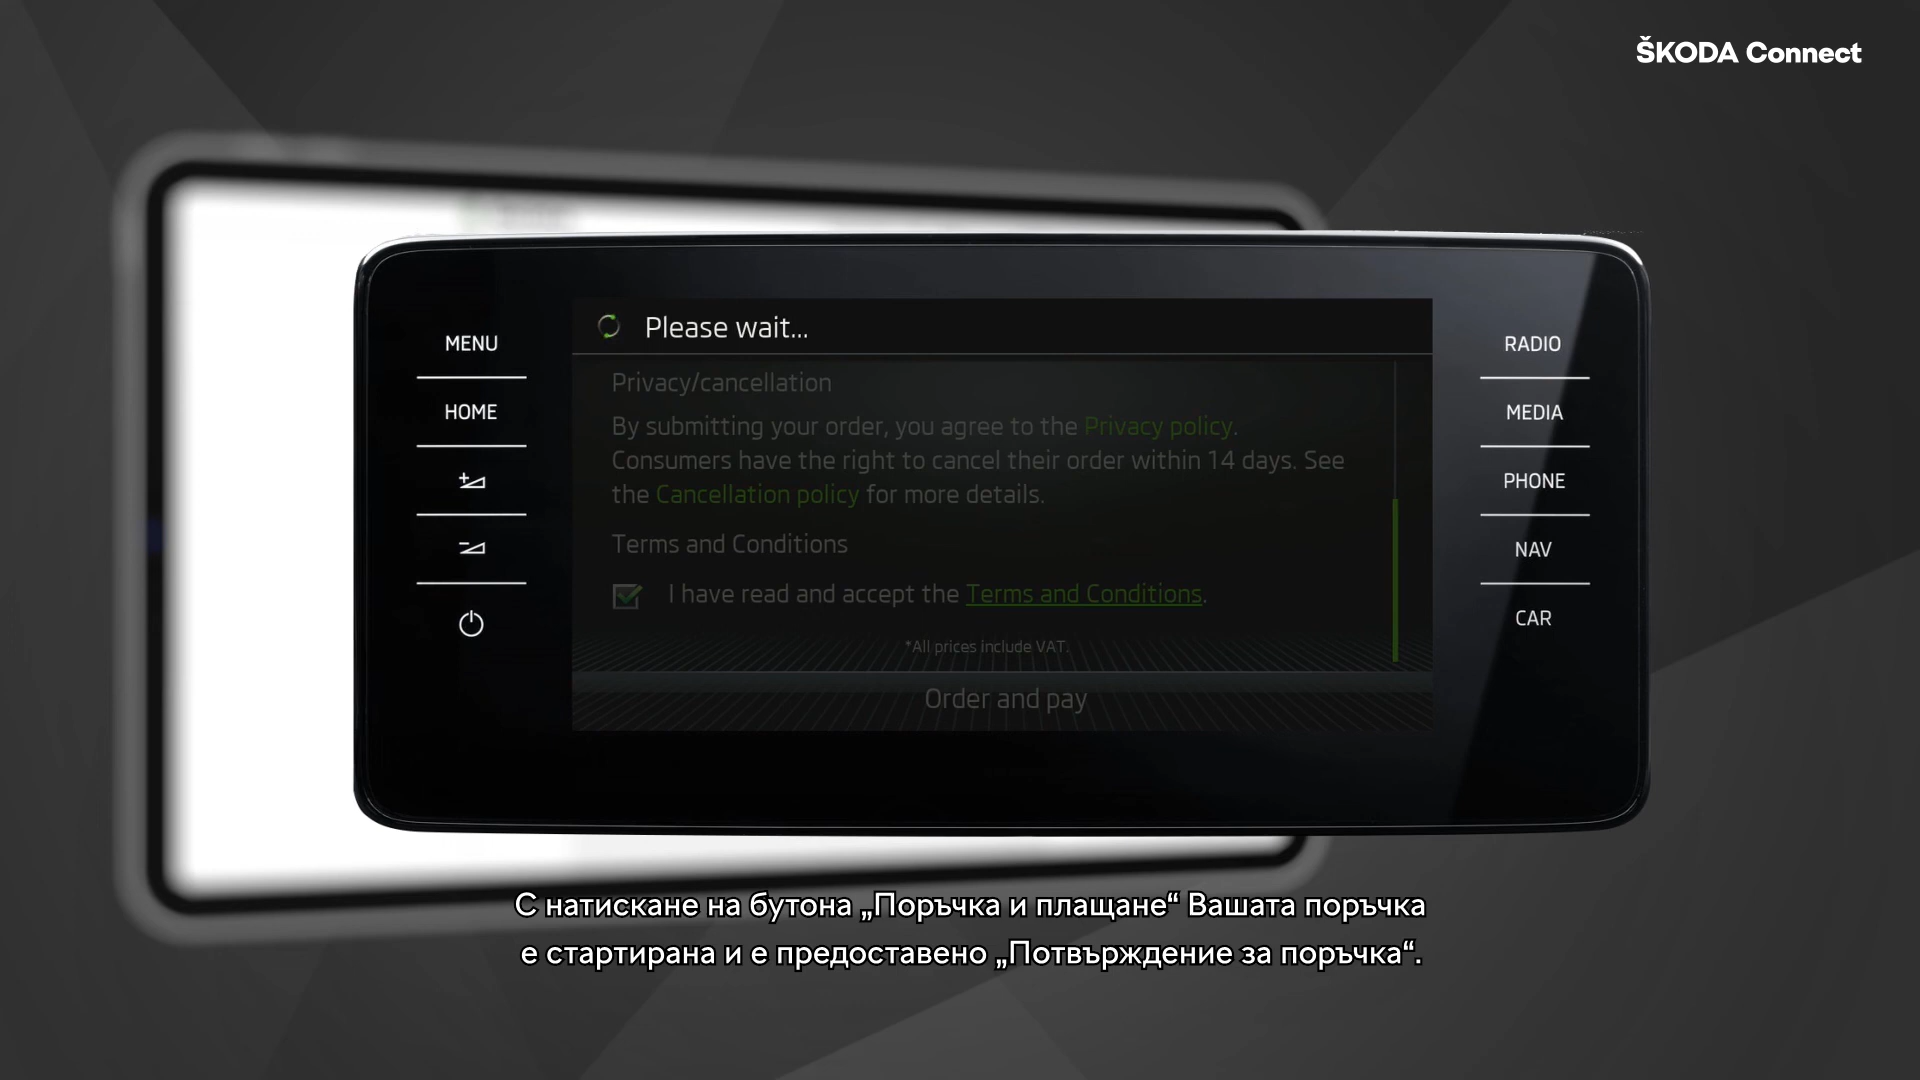 ŠKODA Connect
Please wait...
MENU
HOME
RADIO
MEDIA
PHONE
NAV
CAR
Privacy/cancellation
By submitting your order, you agree to the Privacy policy.
Consumers have the right to cancel their order within 14 days. See
the Cancellation policy for more details.
Terms and Conditions
I have read and accept the Terms and Conditions.
*All prices include VAT.
Order and pay
С натискане на бутона „Поръчка и плащане“ Вашата поръчка
е стартирана и е предоставено „Потвърждение за поръчка“.